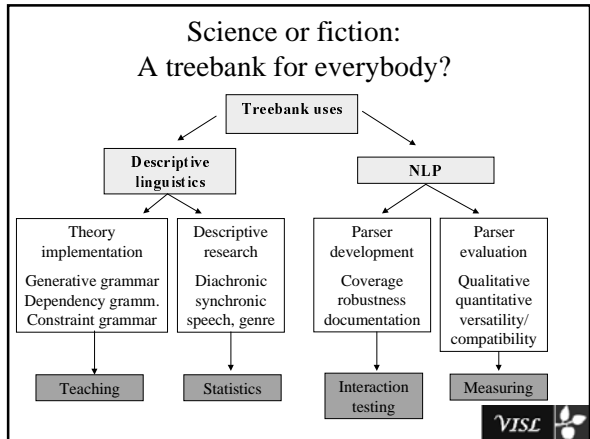 Science or fiction:
A treebank for everybody?
Treebank uses
Descriptive
linguistics
NLP
Theory
implementation
Generative grammar
Dependency gramm.
Constraint grammar
Descriptive
research
Diachronic
synchronic
speech, genre
Parser
development
Coverage
robustness
documentation
Parser
evaluation
Qualitative
quantitative
versatility/
compatibility
Teaching
Statistics
Interaction
testing
Measuring
VISL